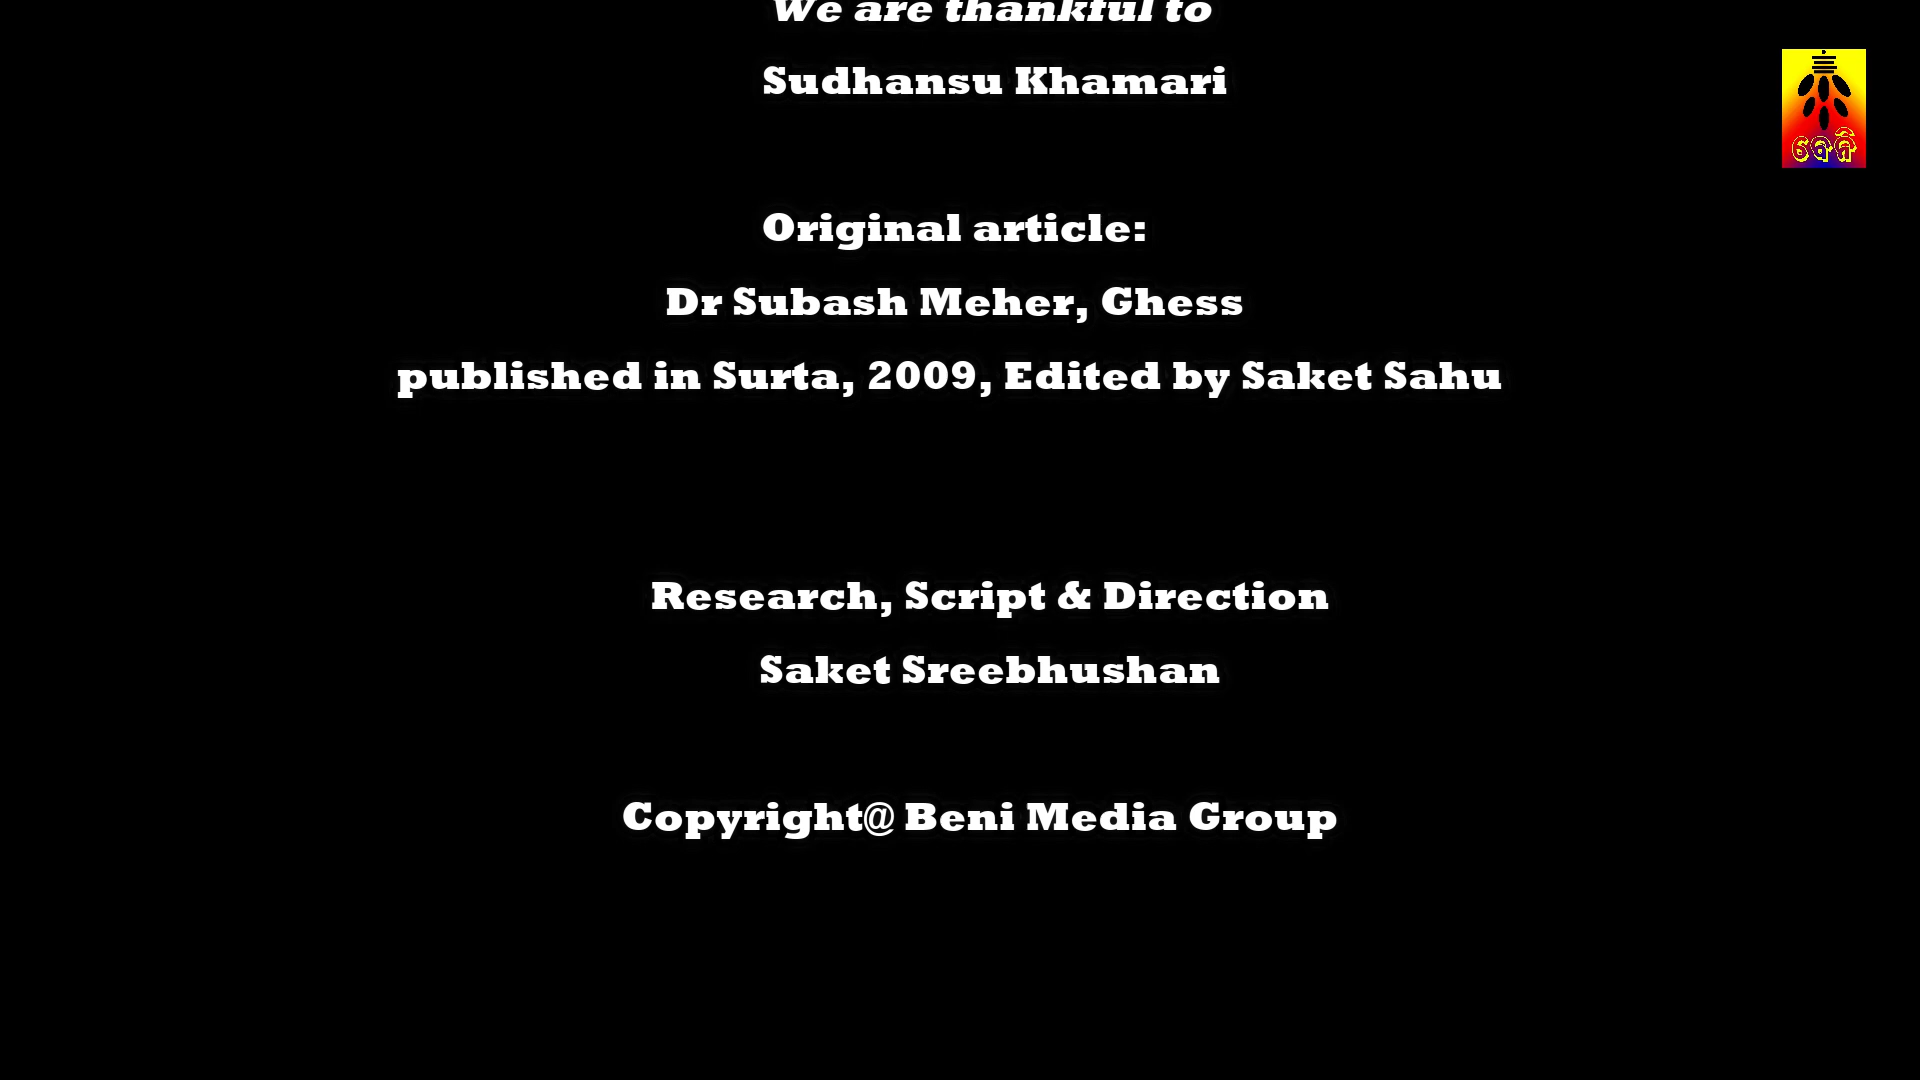 We are thankful to
Sudhansu Khamari
ବେନି
Original article:
Dr Subash Meher, Ghess
published in Surta, 2009, Edited by Saket Sahu
Research, Script & Direction
Saket Sreebhushan
Copyright@ Beni Media Group